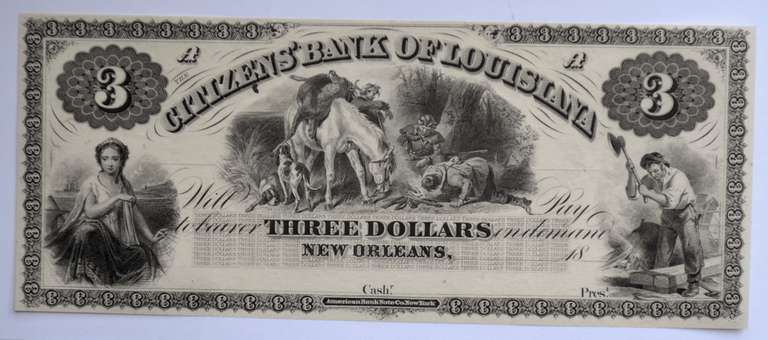 A A
3 THE CITIZENS' BANK OF LOUISIANA 3
Will Pay
to bearer THREE DOLLARS on demand
NEW ORLEANS, 18
Cash.r Pres.t
American Bank Note Co. New York